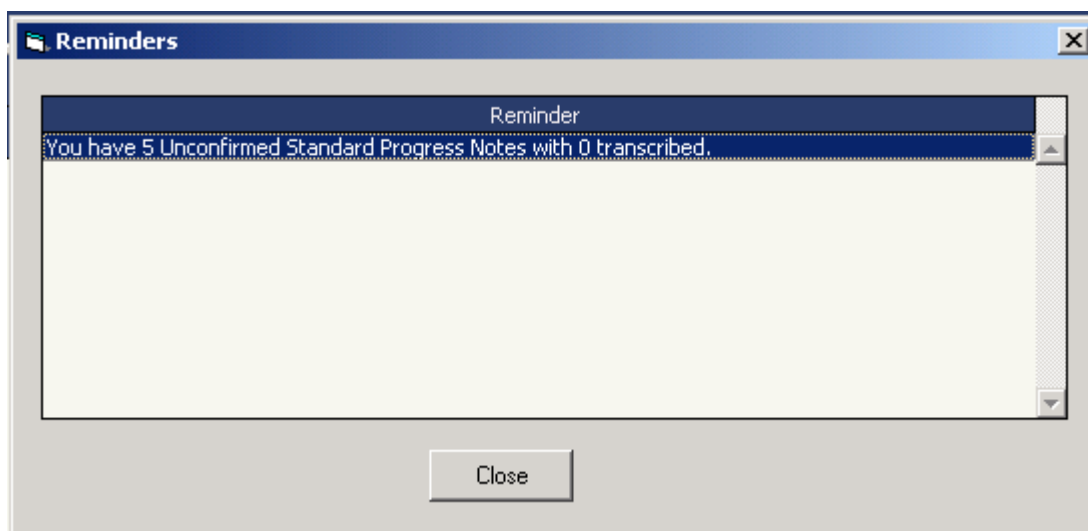 Reminders
Reminder
You have 5 Unconfirmed Standard Progress Notes with 0 transcribed.
Close